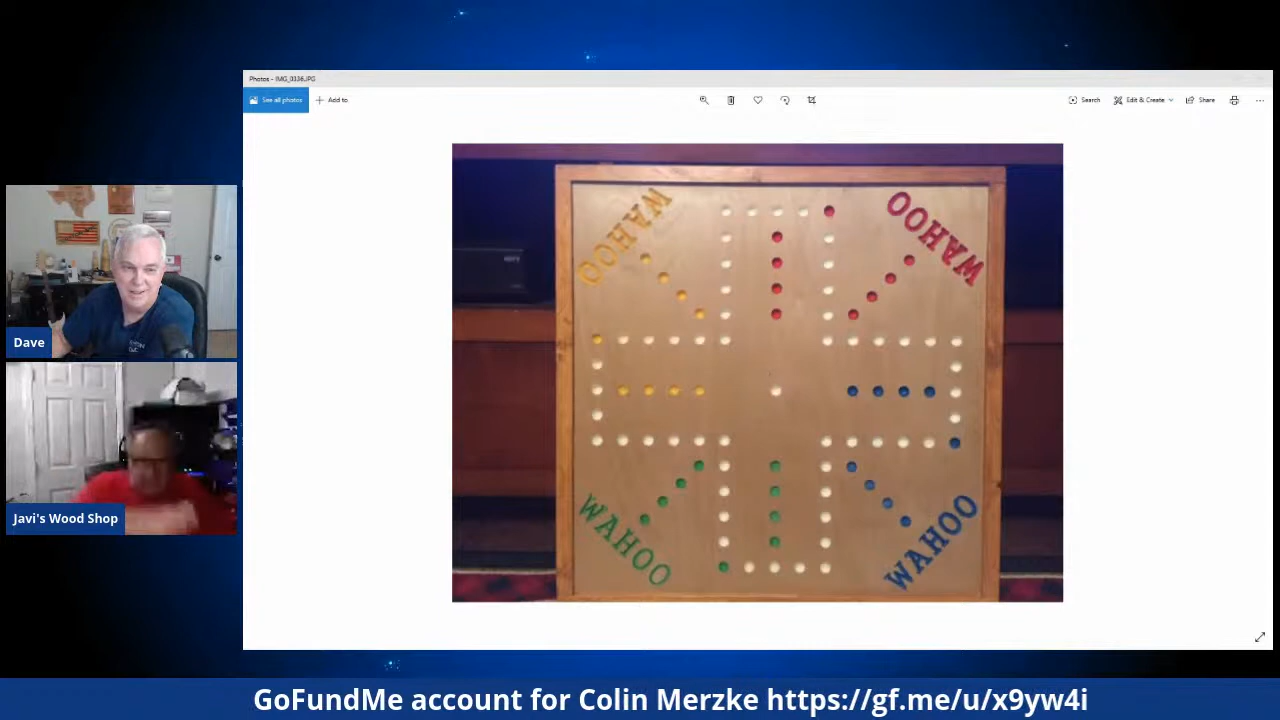 Photos - IMG_0336.JPG
See all photos
Add to
Search
Edit & Create
Share
WAHOO
WAHOO
WAHOO
WAHOO
Dave
Javi's Wood Shop
GoFundMe account for Colin Merzke https://gf.me/u/x9yw4i